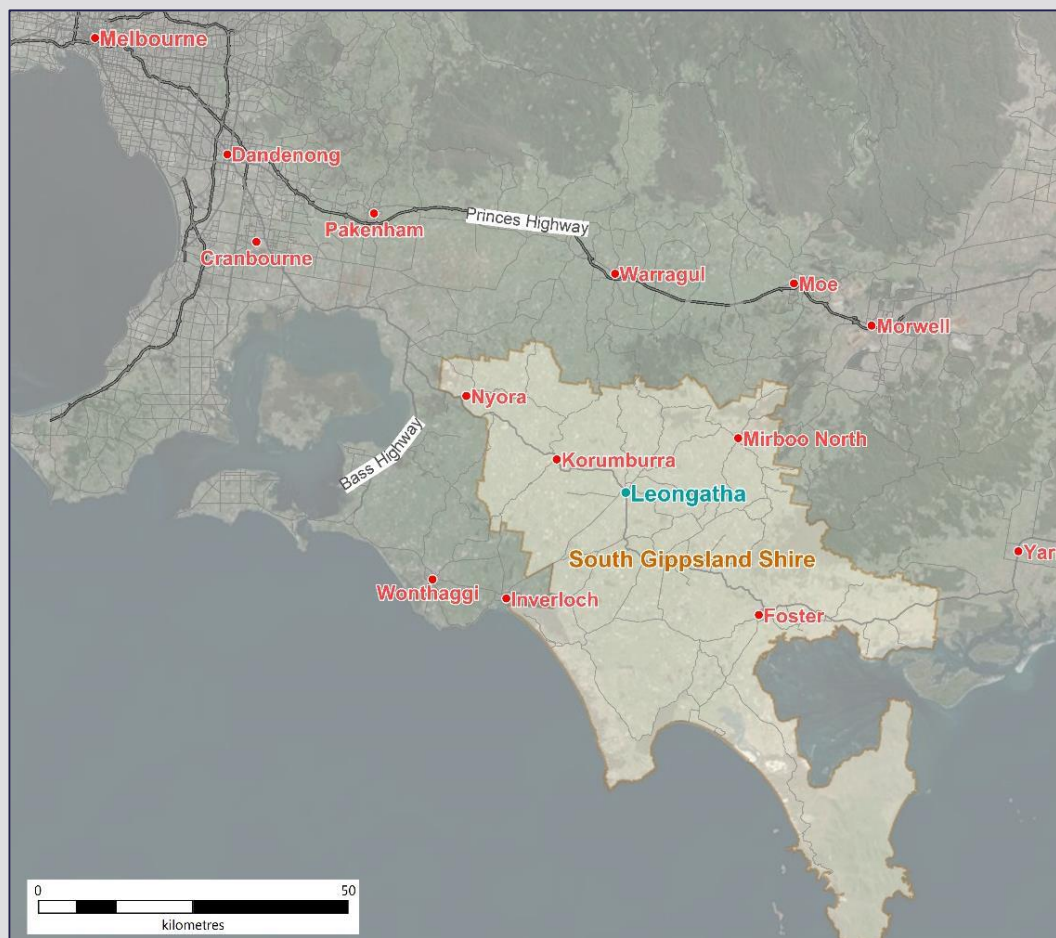 Melbourne
Dandenong
Princes Highway
Pakenham
Cranbourne
Warragul
Moe
Morwell
Nyora
Bass Highway
Mirboo North
Korumburra
Leongatha
South Gippsland Shire
Yar
Wonthaggi
Inverloch
Foster
0 50
kilometres